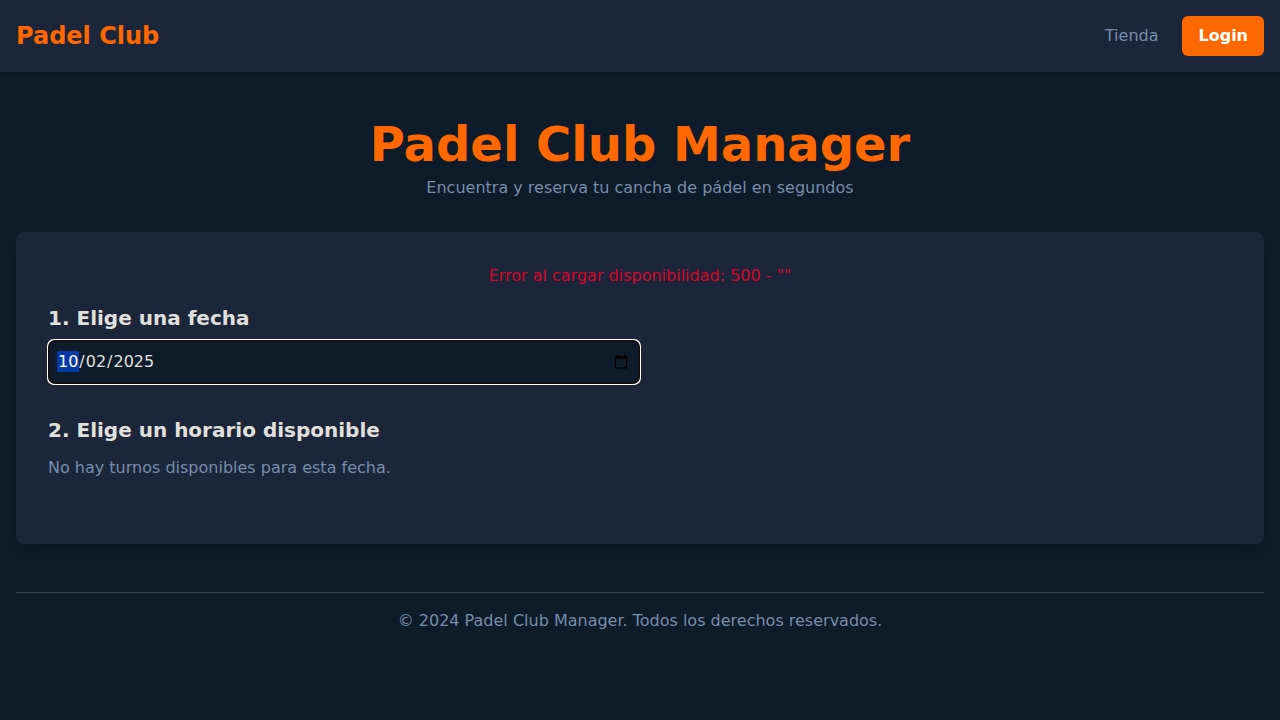 Padel Club
Tienda
Login
Padel Club Manager
Encuentra y reserva tu cancha de pádel en segundos
Error al cargar disponibilidad: 500 - ""
1. Elige una fecha
10/02/2025
2. Elige un horario disponible
No hay turnos disponibles para esta fecha.
© 2024 Padel Club Manager. Todos los derechos reservados.